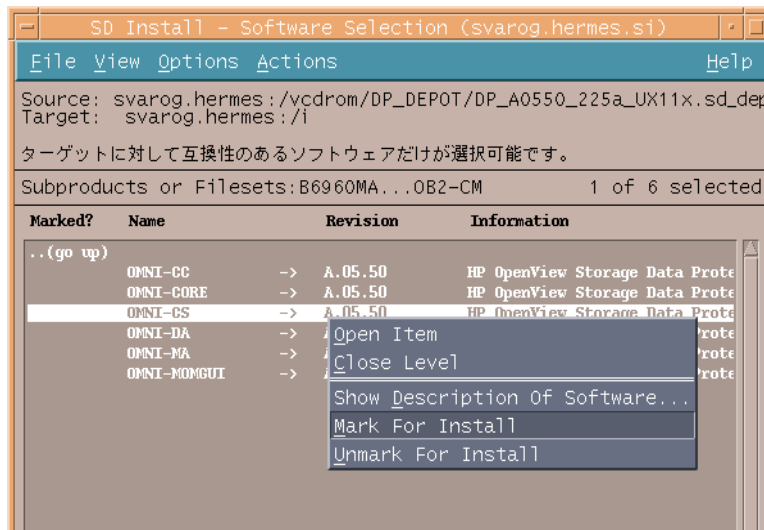 SD Install - Software Selection (svarog.hermes.si)
File View Options Actions Help
Source: svarog.hermes:/vcdrom/DP_DEPOT/DP_A0550_225a_UX11x.sd_dep
Target: svarog.hermes:/i
ターゲットに対して互換性のあるソフトウェアだけが選択可能です。
Subproducts or Filesets:B6960MA...OB2-CM 1 of 6 selected
Marked? Name Revision Information
..(go up)
OMNI-CC -> A.05.50 HP OpenView Storage Data Prote
OMNI-CORE -> A.05.50 HP OpenView Storage Data Prote
OMNI-CS -> A.05.50 HP OpenView Storage Data Prote
OMNI-DA -> rote
OMNI-MA -> rote
OMNI-MOMGUI -> rote
Open Item
Close Level
Show Description Of Software...
Mark For Install
Unmark For Install